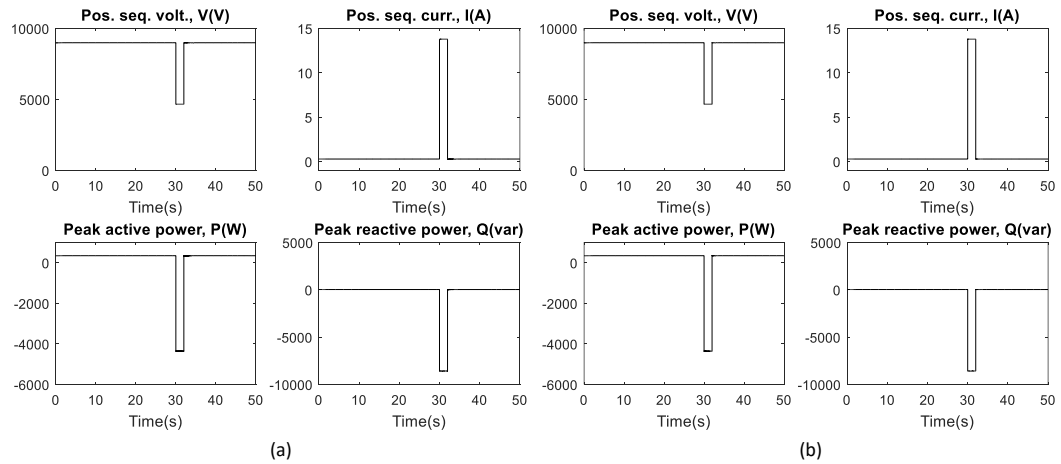 Pos. seq. volt., V(V)
10000
5000
0
0 10 20 30 40 50
Time(s)
Pos. seq. curr., I(A)
15
10
5
0
0 10 20 30 40 50
Time(s)
Pos. seq. volt., V(V)
10000
5000
0
0 10 20 30 40 50
Time(s)
Pos. seq. curr., I(A)
15
10
5
0
0 10 20 30 40 50
Time(s)
Peak active power, P(W)
0
-2000
-4000
-6000
0 10 20 30 40 50
Time(s)
Peak reactive power, Q(var)
5000
0
-5000
-10000
0 10 20 30 40 50
Time(s)
Peak active power, P(W)
0
-2000
-4000
-6000
0 10 20 30 40 50
Time(s)
Peak reactive power, Q(var)
5000
0
-5000
-10000
0 10 20 30 40 50
Time(s)
(a)
(b)